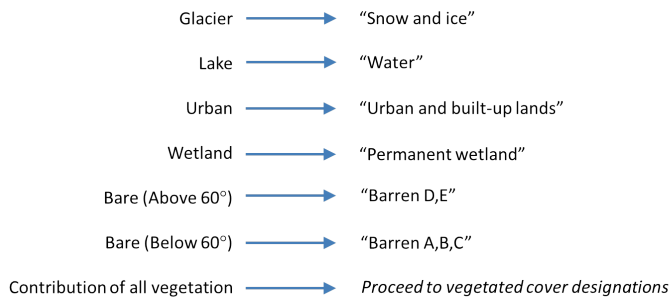 Glacier “Snow and ice”
Lake “Water”
Urban “Urban and built-up lands”
Wetland “Permanent wetland”
Bare (Above 60°) “Barren D,E”
Bare (Below 60°) “Barren A,B,C”
Contribution of all vegetation Proceed to vegetated cover designations